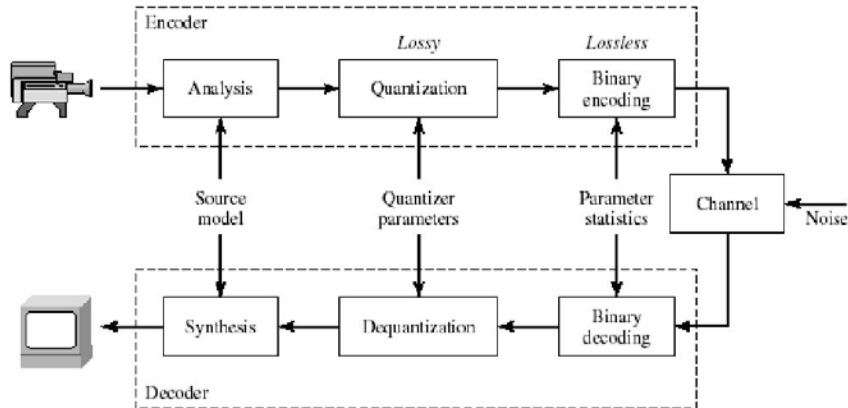 Encoder
Lossy
Lossless
Analysis
Quantization
Binary
encoding
Source
model
Quantizer
parameters
Parameter
statistics
Channel
Noise
Synthesis
Dequantization
Binary
decoding
Decoder